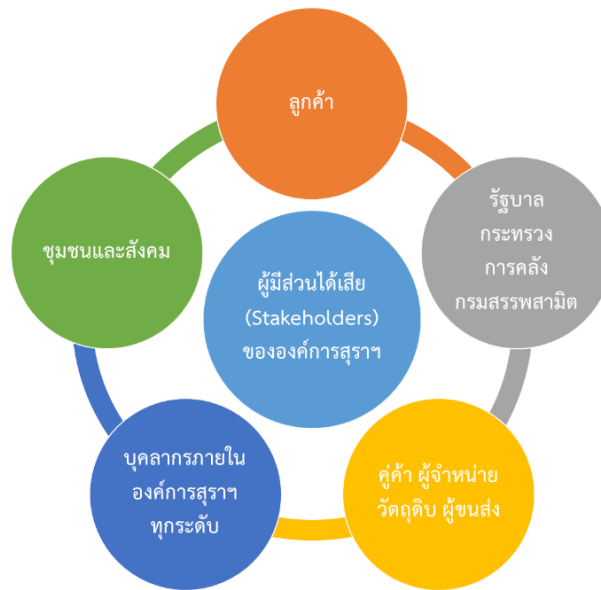 ลูกค้า
รัฐบาล
กระทรวง
การคลัง
กรมสรรพสามิต
ชุมชนและสังคม
ผู้มีส่วนได้เสีย
(Stakeholders)
ขององค์การสุราฯ
บุคลากรภายใน
องค์การสุราฯ
ทุกระดับ
คู่ค้า ผู้จำหน่าย
วัตถุดิบ ผู้ขนส่ง